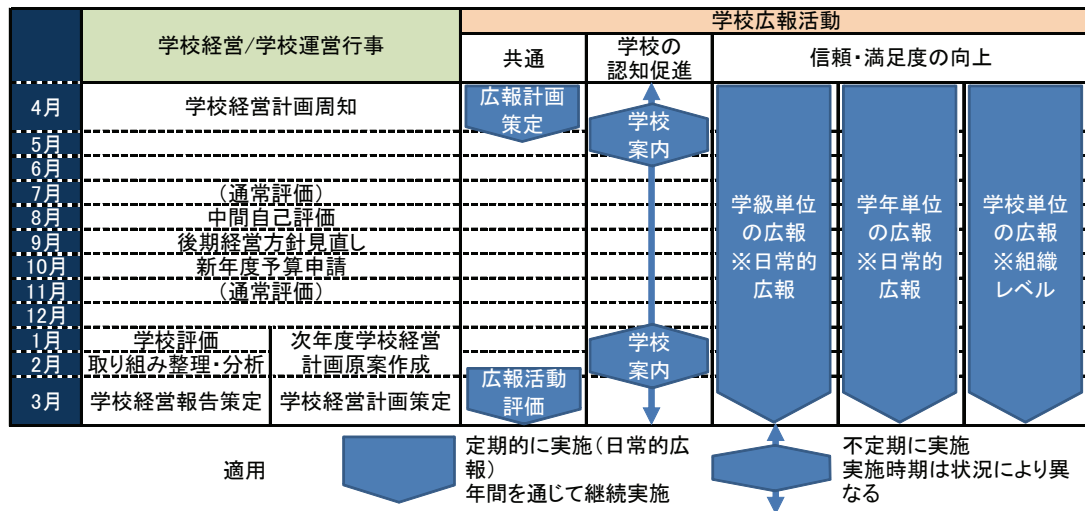 学校広報活動
学校経営/学校運営行事
共通
学校の
認知促進
信頼・満足度の向上
4月
学校経営計画周知
広報計画
策定
学校
案内
5月
6月
7月
(通常評価)
8月
中間自己評価
9月
後期経営方針見直し
10月
新年度予算申請
11月
(通常評価)
12月
学級単位
の広報
※日常的
広報
学年単位
の広報
※日常的
広報
学校単位
の広報
※組織
レベル
1月
学校評価
次年度学校経営
2月
取り組み整理・分析
計画原案作成
学校
案内
3月
学校経営報告策定
学校経営計画策定
広報活動
評価
適用
定期的に実施(日常的広
報)
年間を通じて継続実施
不定期に実施
実施時期は状況により異
なる